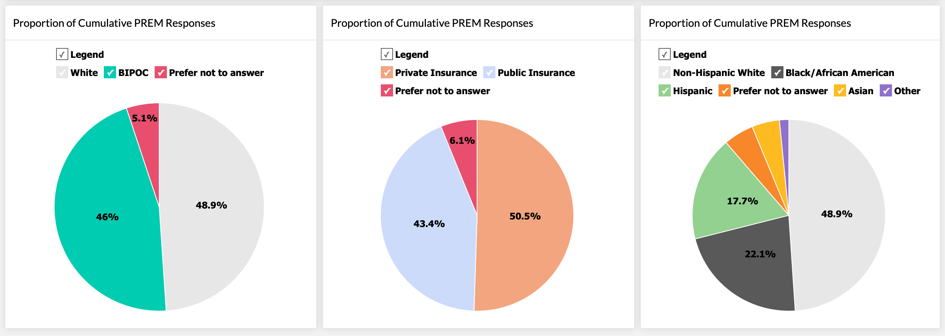 Proportion of Cumulative PREM Responses
Legend
White BIPOC Prefer not to answer
5.1%
46%
48.9%
Proportion of Cumulative PREM Responses
Legend
Private Insurance Public Insurance
Prefer not to answer
6.1%
43.4%
50.5%
Proportion of Cumulative PREM Responses
Legend
Non-Hispanic White Black/African American
Hispanic Prefer not to answer Asian Other
17.7%
48.9%
22.1%